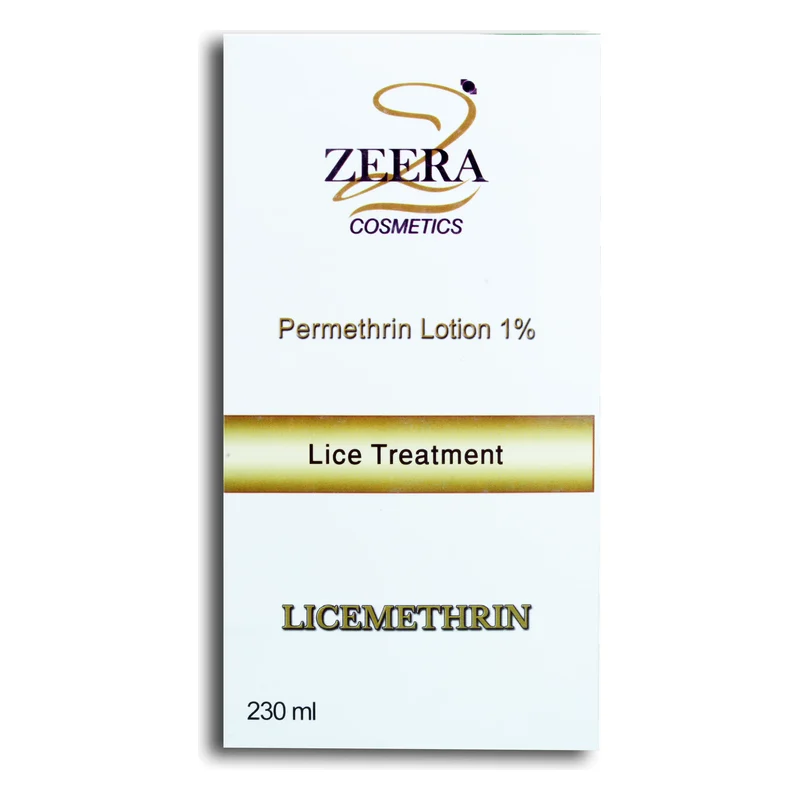 ZEERA
COSMETICS
Permethrin Lotion 1%
Lice Treatment
LICEMETHRIN
230 ml